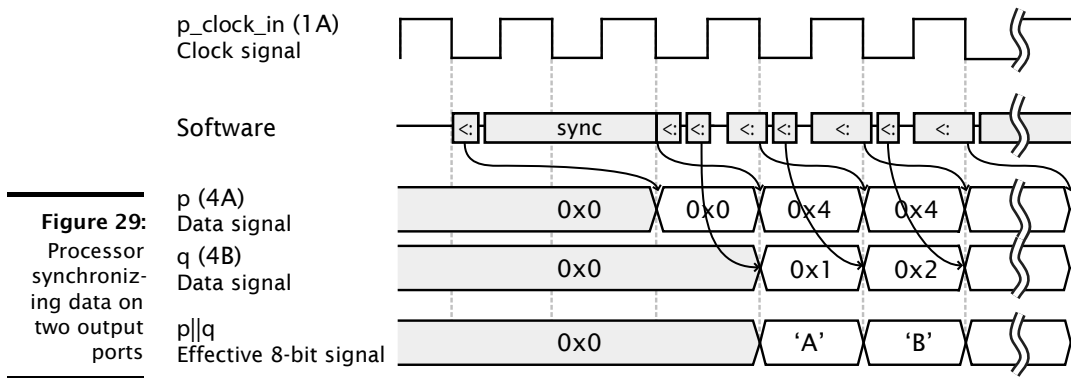 p_clock_in (1A)
Clock signal
Software
<: sync <: <: <: <: <: <: <:
Figure 29:
Processor
synchroniz-
ing data on
two output
ports
p (4A)
Data signal
0x0 0x0 0x4 0x4
q (4B)
Data signal
0x0 0x1 0x2
p||q
Effective 8-bit signal
0x0 ‘A’ ‘B’